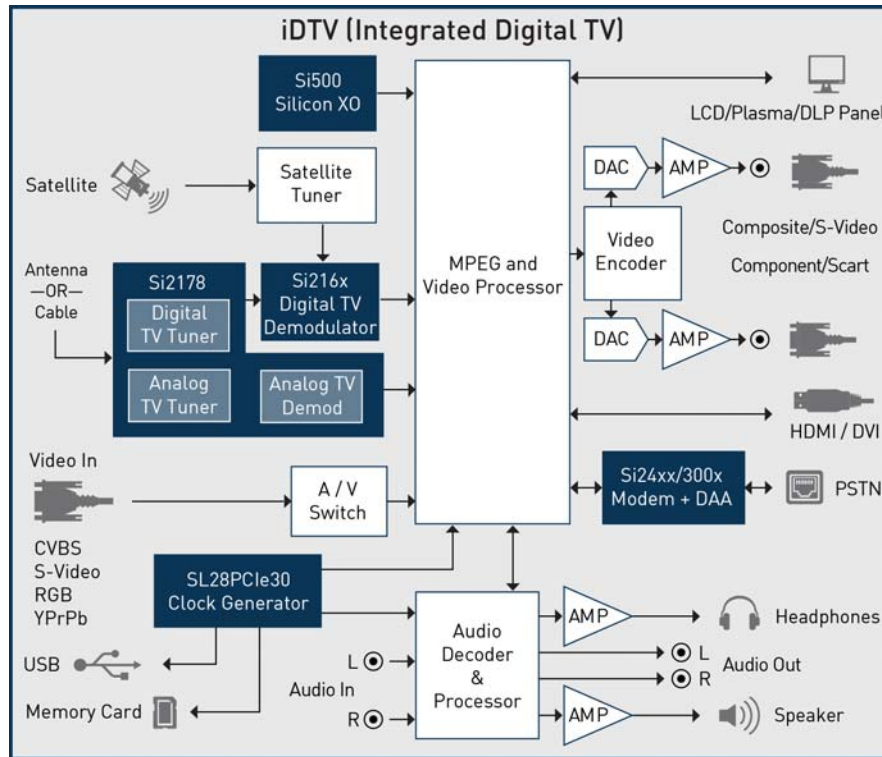 iDTV (Integrated Digital TV)
Si500
Silicon XO
LCD/Plasma/DLP Panel
Satellite
Satellite
Tuner
DAC
AMP
Composite/S-Video
Component/Scart
Video
Encoder
MPEG and
Video Processor
Antenna
—OR—
Cable
Si2178
Digital
TV Tuner
Si216x
Digital TV
Demodulator
DAC
AMP
Analog
TV Tuner
Analog TV
Demod
HDMI / DVI
Video In
A / V
Switch
Si24xx/300x
Modem + DAA
PSTN
CVBS
S-Video
RGB
YPrPb
SL28PCIe30
Clock Generator
USB
Memory Card
Audio In
L
R
Audio
Decoder
&
Processor
AMP
Headphones
L
R
Audio Out
AMP
Speaker